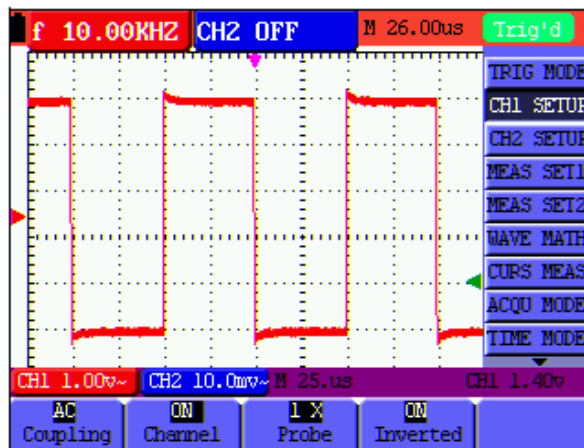 f 10.00KHZ CH2 OFF M 26.00us Trig'd
TRIG MODE
CH1 SETUP
CH2 SETUP
MEAS SET1
MEAS SET2
WAVE MATH
CURS MEAS
ACQU MODE
TIME MODE
CH1 1.00v~ CH2 10.0mv~ M 25.us CH1 1.40v
AC ON 1 X ON
Coupling Channel Probe Inverted